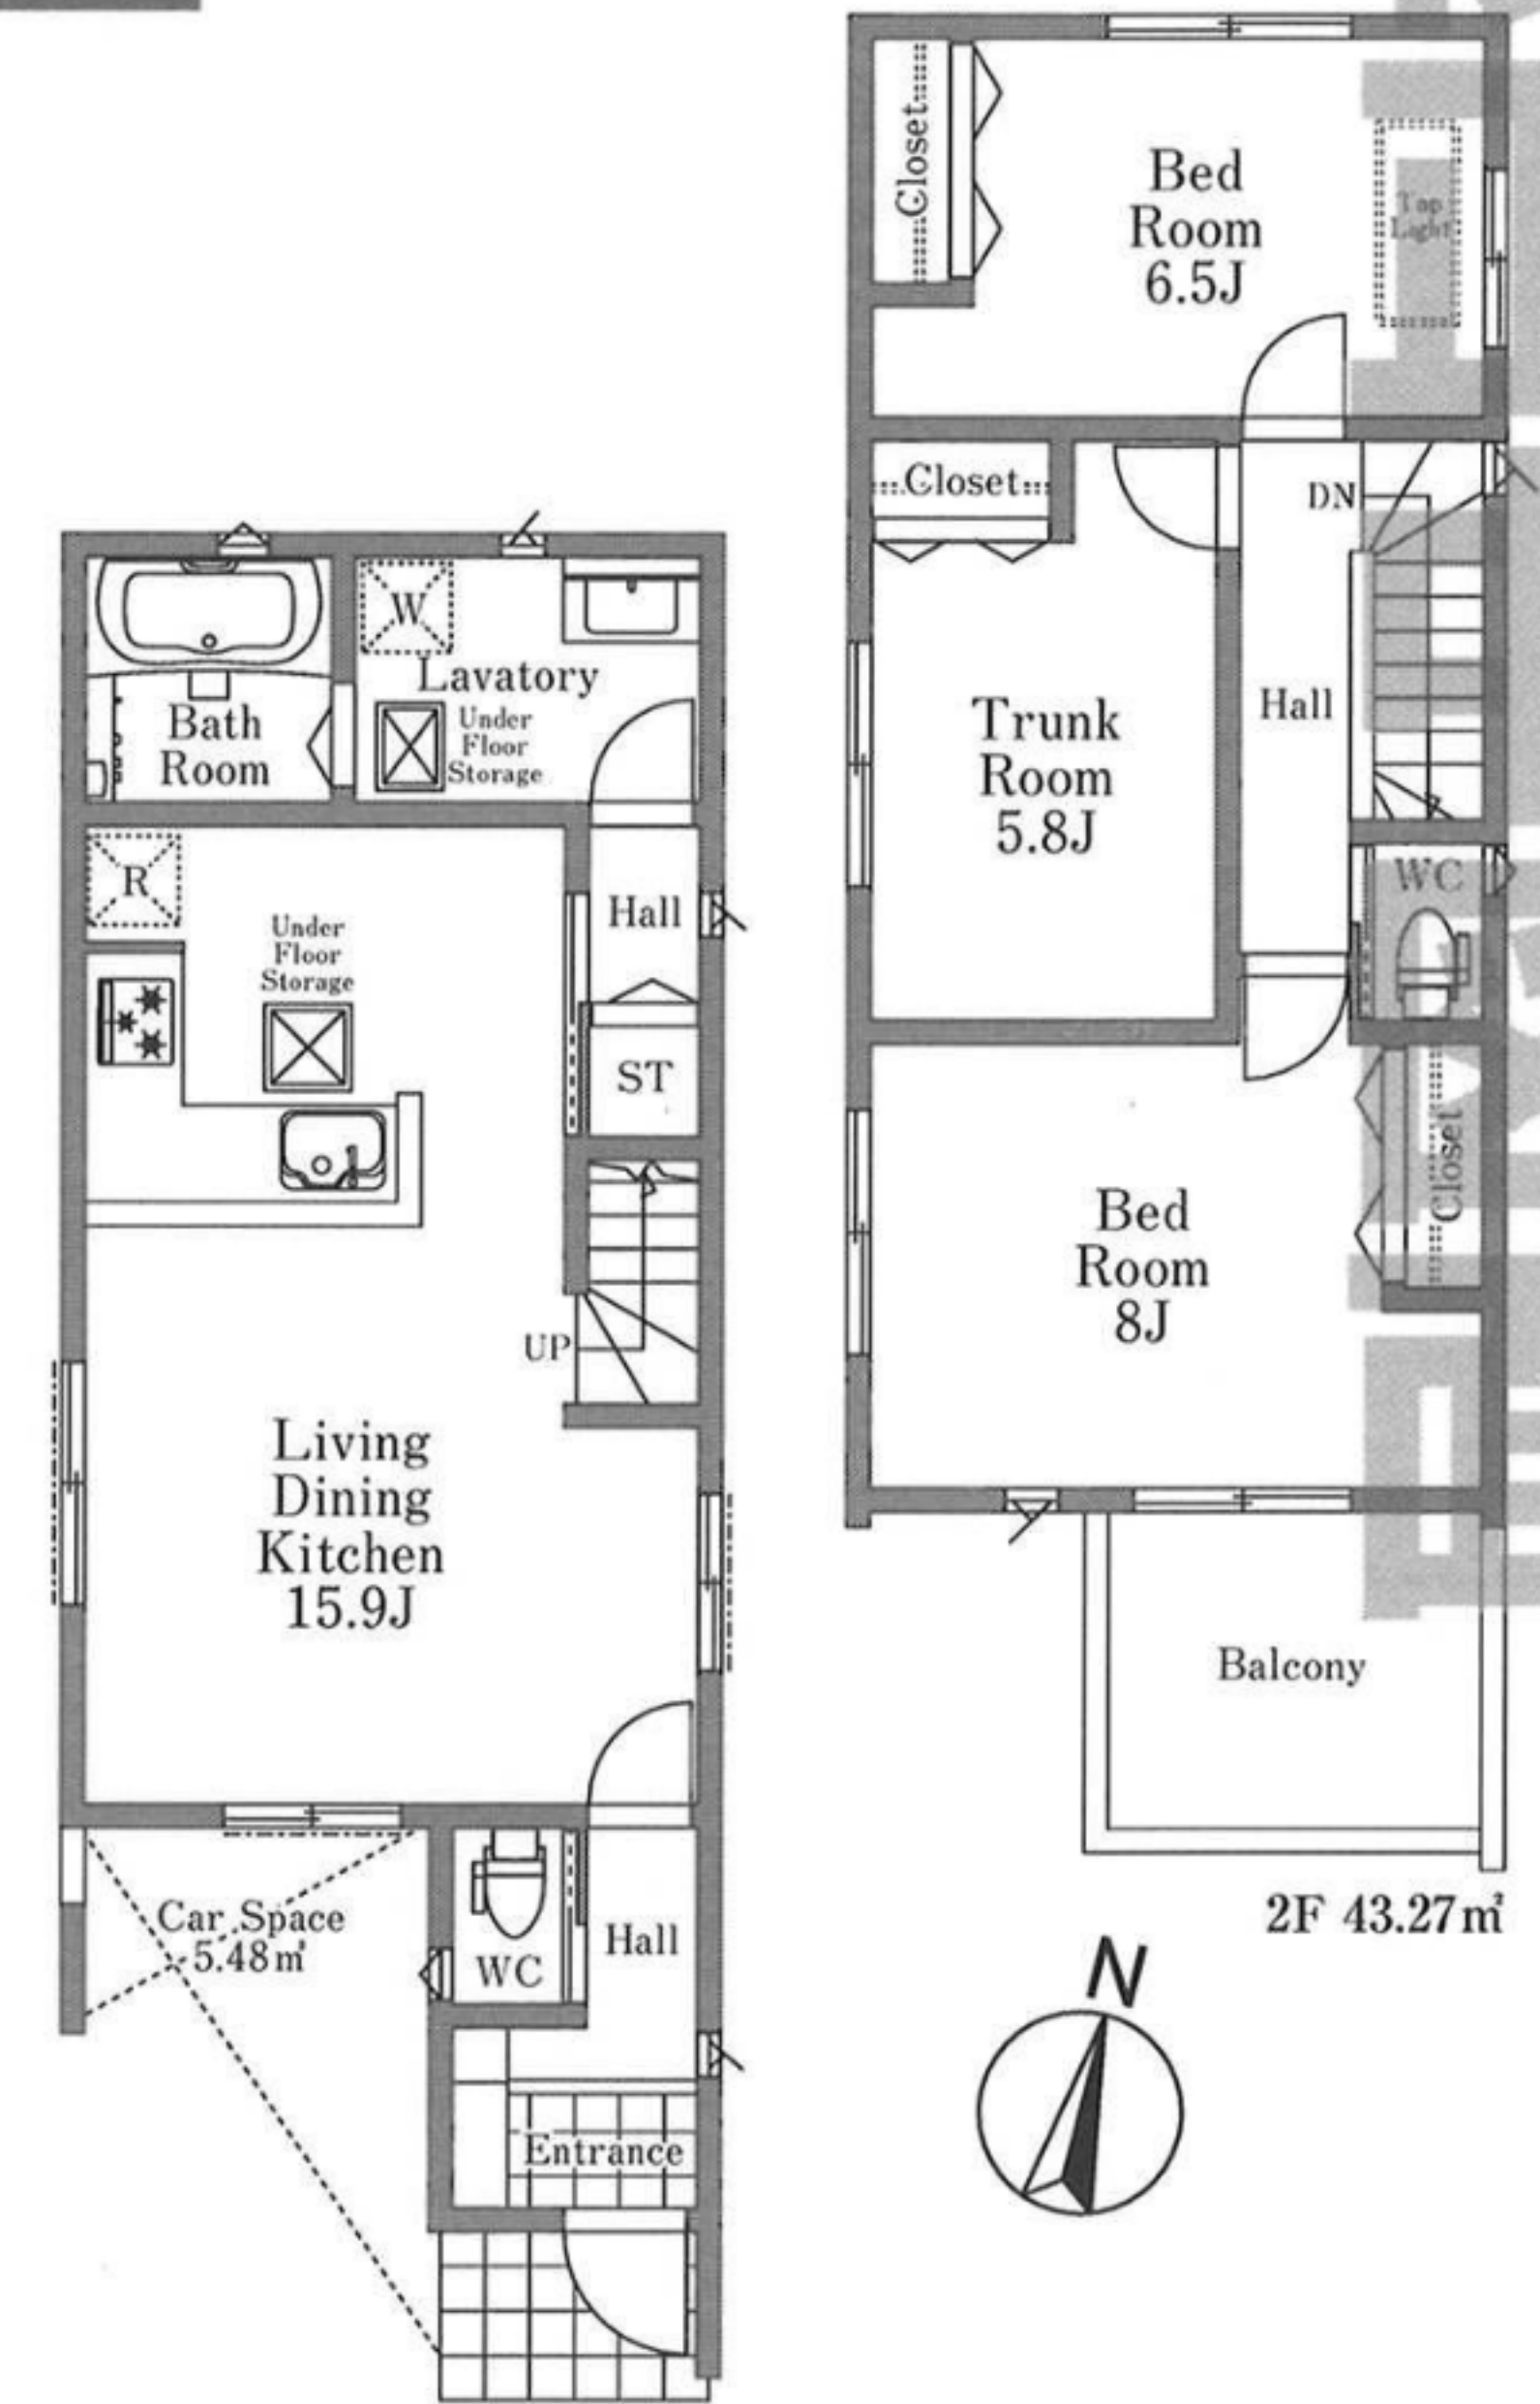 W
Lavatory
Under
Floor
Storage
Bath
Room
R
Under
Floor
Storage
Hall
ST
UP
Living
Dining
Kitchen
15.9J
Car Space
5.48㎡
WC
Hall
Entrance
Closet
Bed
Room
6.5J
Top
Light
Closet
DN
Trunk
Room
5.8J
Hall
WC
Bed
Room
8J
Closet
Balcony
2F 43.27㎡
N